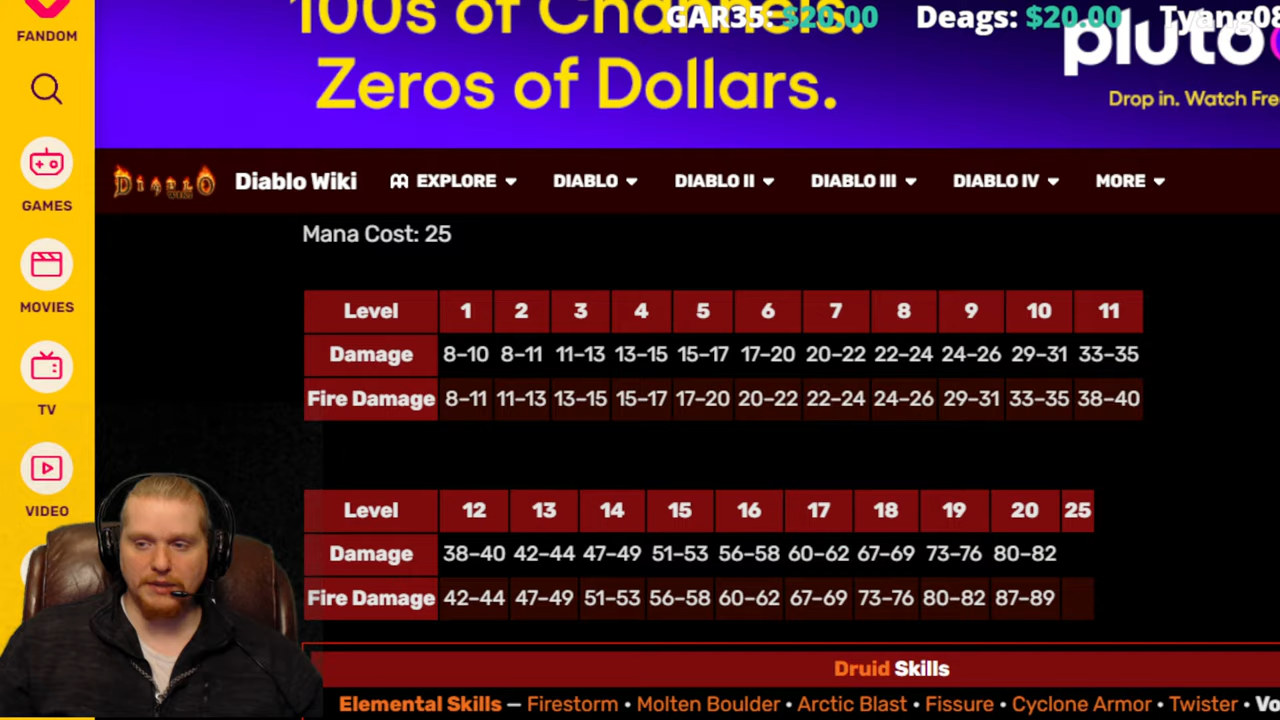 100s of Channels.
GAR35: $20.00 Deags: $20.00 Tyang08
Zeros of Dollars.
pluto
Drop in. Watch Fre
FANDOM
GAMES
MOVIES
TV
VIDEO
DIABLO WIKI
Diablo Wiki EXPLORE DIABLO DIABLO II DIABLO III DIABLO IV MORE
Mana Cost: 25
Level 1 2 3 4 5 6 7 8 9 10 11
Damage 8–10 8–11 11–13 13–15 15–17 17–20 20–22 22–24 24–26 29–31 33–35
Fire Damage 8–11 11–13 13–15 15–17 17–20 20–22 22–24 24–26 29–31 33–35 38–40
Level 12 13 14 15 16 17 18 19 20 25
Damage 38–40 42–44 47–49 51–53 56–58 60–62 67–69 73–76 80–82
Fire Damage 42–44 47–49 51–53 56–58 60–62 67–69 73–76 80–82 87–89
Druid Skills
Elemental Skills — Firestorm • Molten Boulder • Arctic Blast • Fissure • Cyclone Armor • Twister • Vo